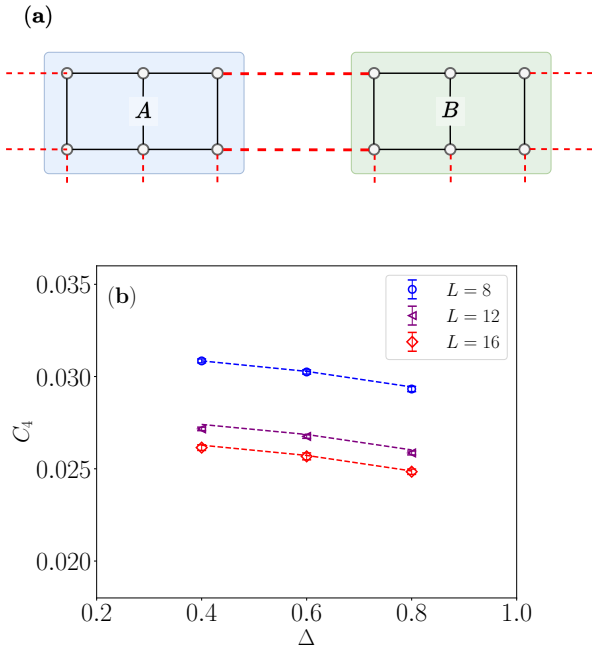 (a)
A
B
(b)
L = 8
L = 12
L = 16
C₄
0.035
0.030
0.025
0.020
0.2
0.4
0.6
0.8
1.0
Δ